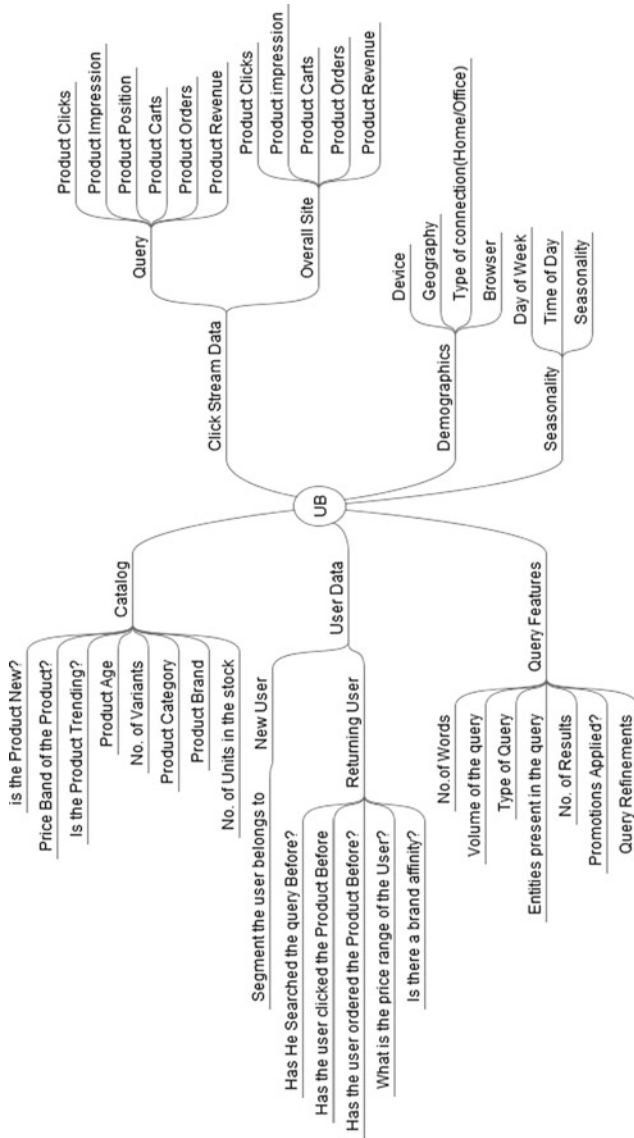 is the Product New?
Price Band of the Product?
Is the Product Trending?
Product Age
No. of Variants
Product Category
Product Brand
No. of Units in the stock
Catalog
Segment the user belongs to
New User
Has He Searched the query Before?
Has the user clicked the Product Before
Has the user ordered the Product Before?
What is the price range of the User?
Is there a brand affinity?
Returning User
User Data
No.of Words
Volume of the query
Type of Query
Entities present in the query
No. of Results
Promotions Applied?
Query Refinements
Query Features
UB
Click Stream Data
Query
Product Clicks
Product Impression
Product Position
Product Carts
Product Orders
Product Revenue
Overall Site
Product Clicks
Product impression
Product Carts
Product Orders
Product Revenue
Demographics
Device
Geography
Type of connection(Home/Office)
Browser
Seasonality
Day of Week
Time of Day
Seasonality